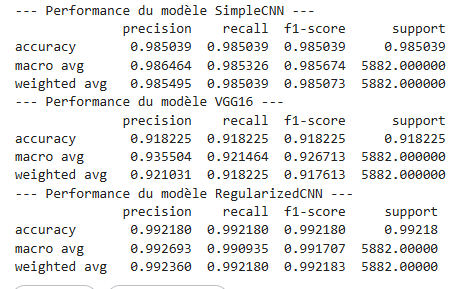 --- Performance du modèle SimpleCNN ---
precision recall f1-score support
accuracy 0.985039 0.985039 0.985039 0.985039
macro avg 0.986464 0.985326 0.985674 5882.000000
weighted avg 0.985495 0.985039 0.985073 5882.000000
--- Performance du modèle VGG16 ---
precision recall f1-score support
accuracy 0.918225 0.918225 0.918225 0.918225
macro avg 0.935504 0.921464 0.926713 5882.000000
weighted avg 0.921031 0.918225 0.917613 5882.000000
--- Performance du modèle RegularizedCNN ---
precision recall f1-score support
accuracy 0.992180 0.992180 0.992180 0.99218
macro avg 0.992693 0.990935 0.991707 5882.00000
weighted avg 0.992360 0.992180 0.992183 5882.00000